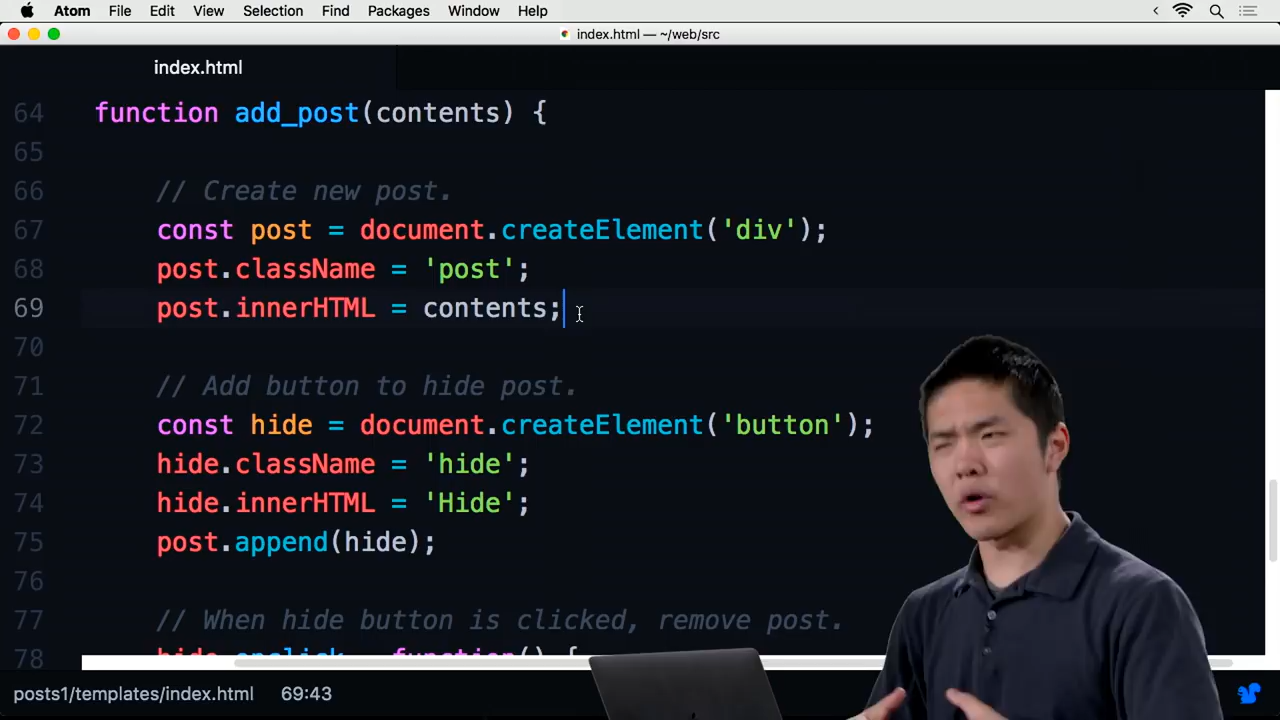 Atom File Edit View Selection Find Packages Window Help
index.html — ~/web/src
index.html
64 function add_post(contents) {
65
66 // Create new post.
67 const post = document.createElement('div');
68 post.className = 'post';
69 post.innerHTML = contents;
70
71 // Add button to hide post.
72 const hide = document.createElement('button');
73 hide.className = 'hide';
74 hide.innerHTML = 'Hide';
75 post.append(hide);
76
77 // When hide button is clicked, remove post.
78 hide.onclick = function() {
posts1/templates/index.html 69:43